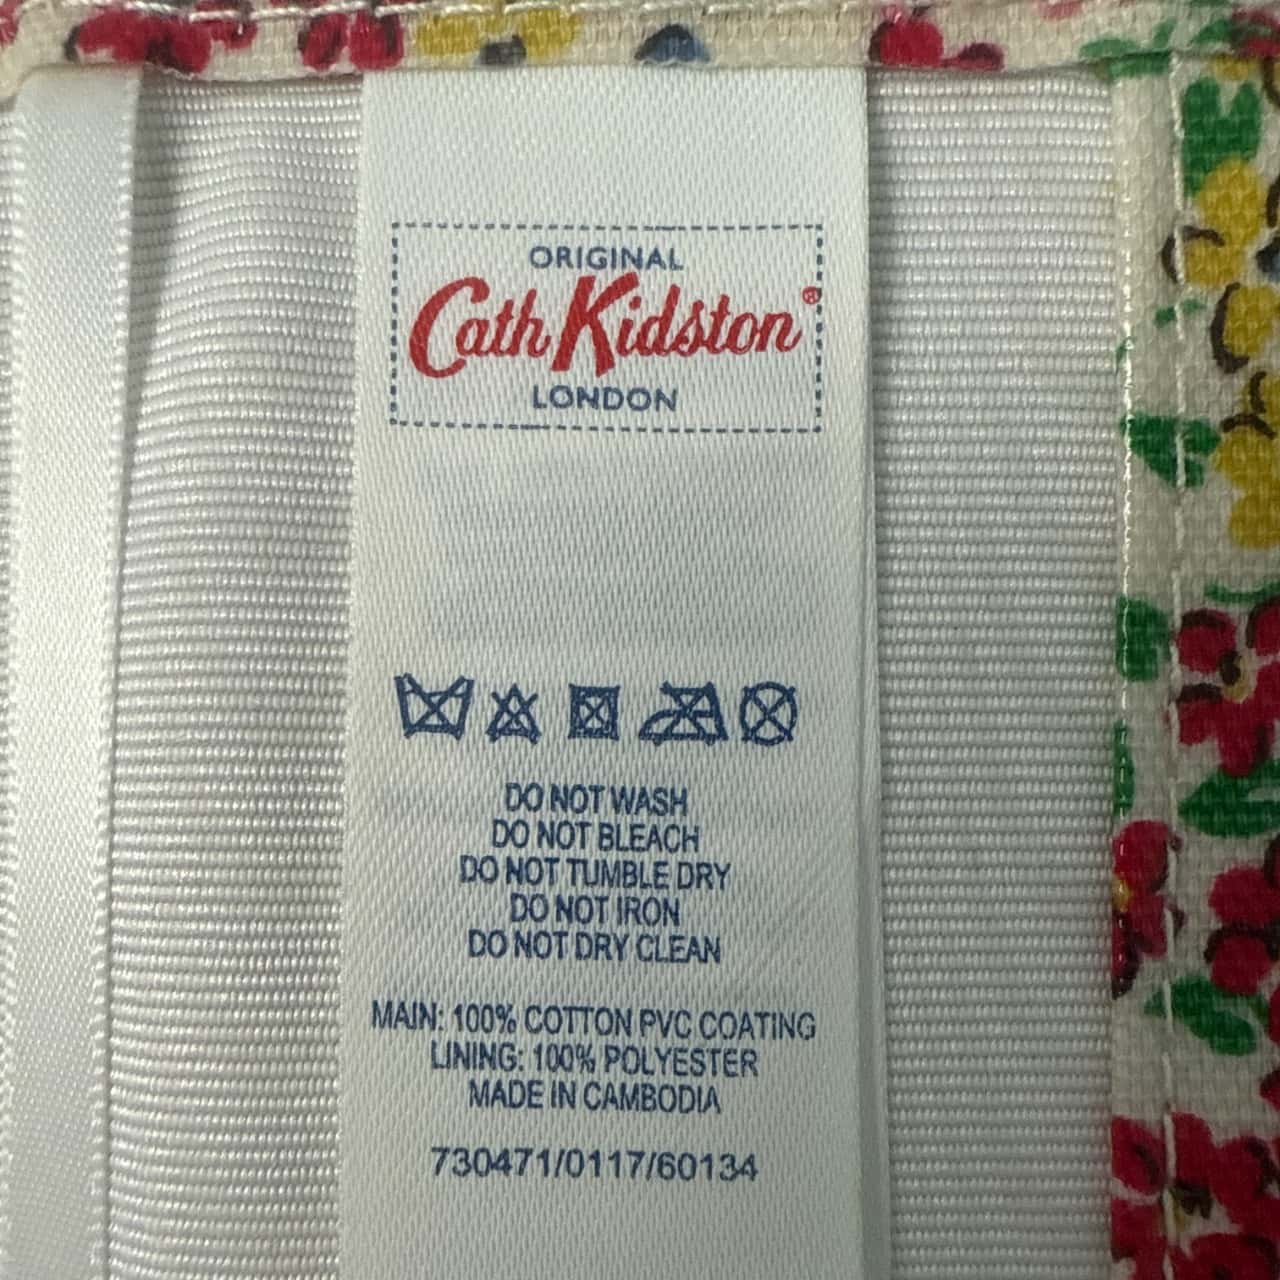 ORIGINAL
Cath Kidston®
LONDON
DO NOT WASH
DO NOT BLEACH
DO NOT TUMBLE DRY
DO NOT IRON
DO NOT DRY CLEAN
MAIN: 100% COTTON PVC COATING
LINING: 100% POLYESTER
MADE IN CAMBODIA
730471/0117/60134